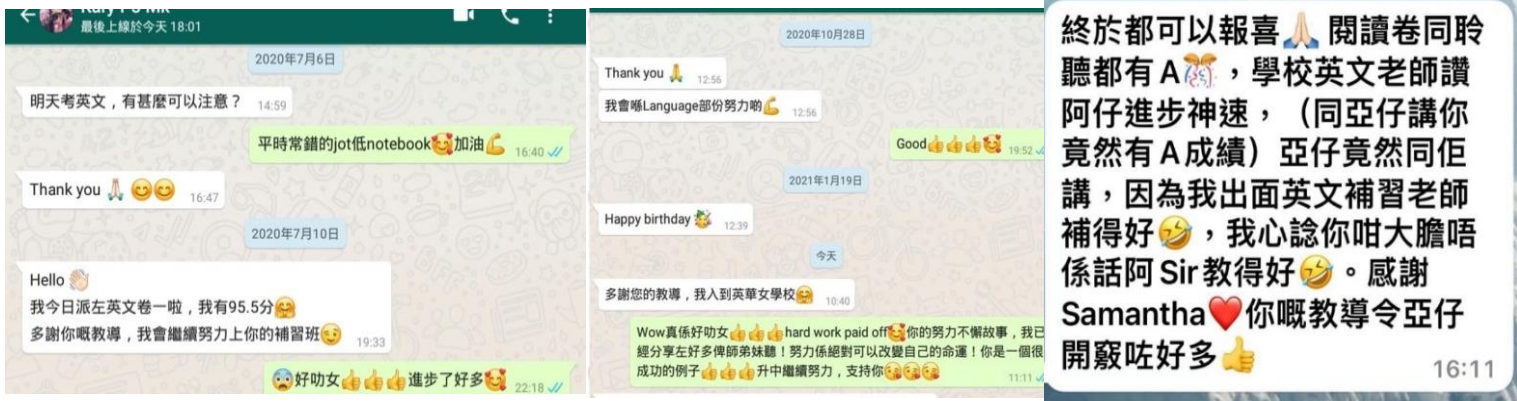 最後上線於今天 18:01
2020年7月6日
明天考英文，有甚麼可以注意？ 14:59
平時常錯的jot低notebook🥰加油💪 16:40
Thank you 🙏🏻 😊😊 16:47
2020年7月10日
Hello 👋🏻
我今日派左英文卷一啦，我有95.5分🤗
多謝你嘅教導，我會繼續努力上你的補習班😉 19:33
😨好叻女👍👍👍進步了好多🥰 22:18
2020年10月28日
Thank you 🙏 12:56
我會喺Language部份努力啲💪 12:56
Good👍👍👍🥰 19:52
2021年1月19日
Happy birthday 🥳 12:39
今天
多謝您的教導，我入到英華女學校🤗 10:40
Wow真係好叻女👍👍👍hard work paid off🥰你的努力不懈故事，我已
經分享左好多俾師弟妹聽！努力係絕對可以改變自己的命運！你是一個很
成功的例子👍👍👍升中繼續努力，支持你😘😘😘 11:11
終於都可以報喜🙏🏻 閱讀卷同聆
聽都有A🎊，學校英文老師讚
阿仔進步神速，（同亞仔講你
竟然有A成績）亞仔竟然同佢
講，因為我出面英文補習老師
補得好🤣，我心諗你咁大膽唔
係話阿Sir教得好🤣。感謝
Samantha❤️你嘅教導令亞仔
開竅咗好多👍
16:11